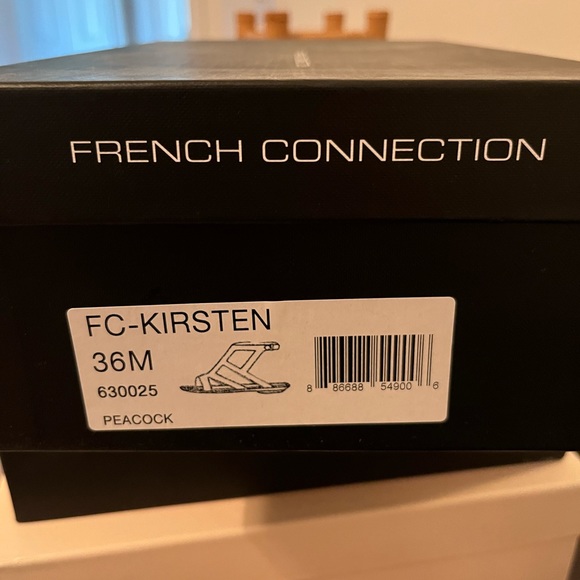 FRENCH CONNECTION
FC-KIRSTEN
36M
630025
PEACOCK
8 86688 54900 6